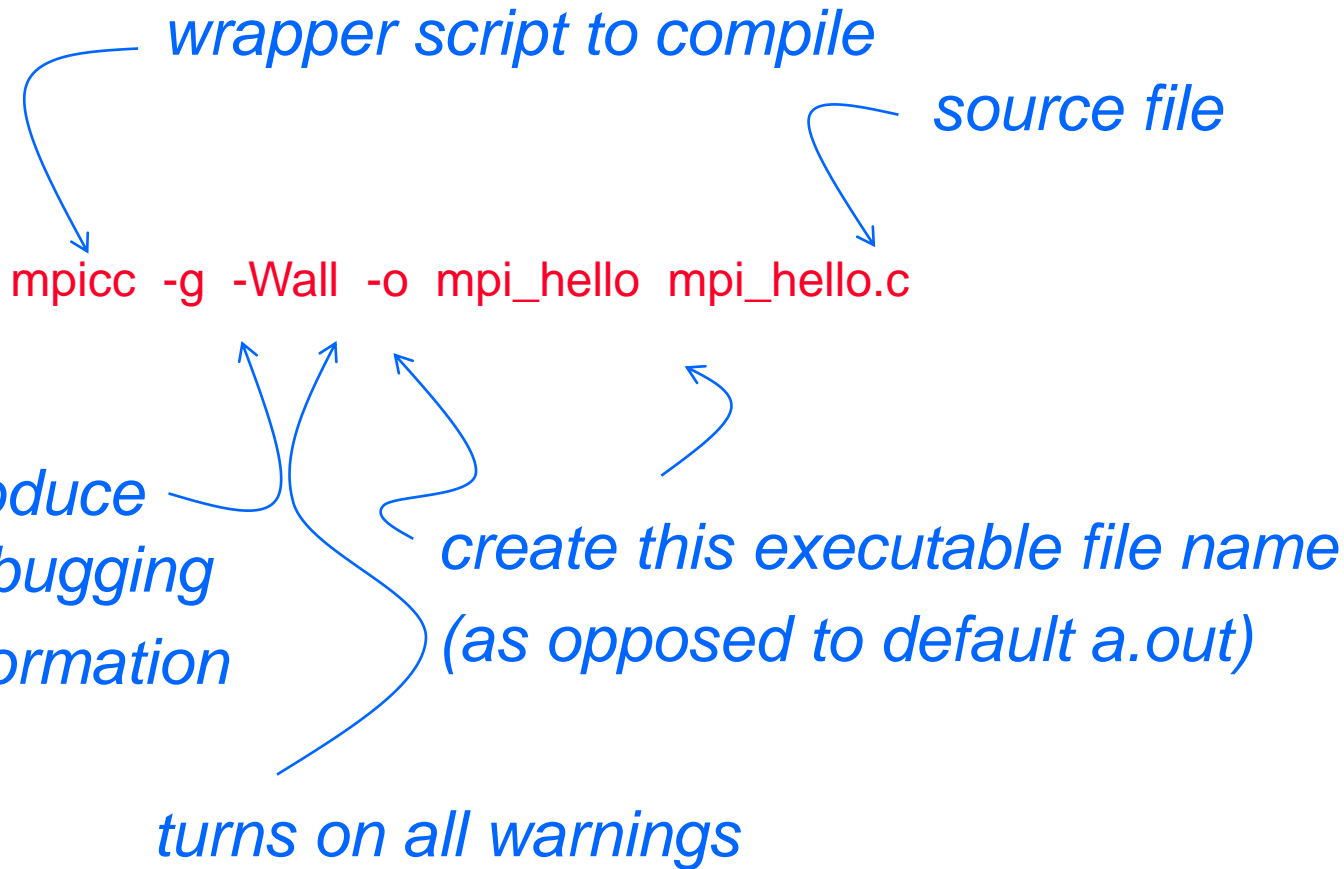 wrapper script to compile
source file
mpicc -g -Wall -o mpi_hello mpi_hello.c
create this executable file name
(as opposed to default a.out)
turns on all warnings